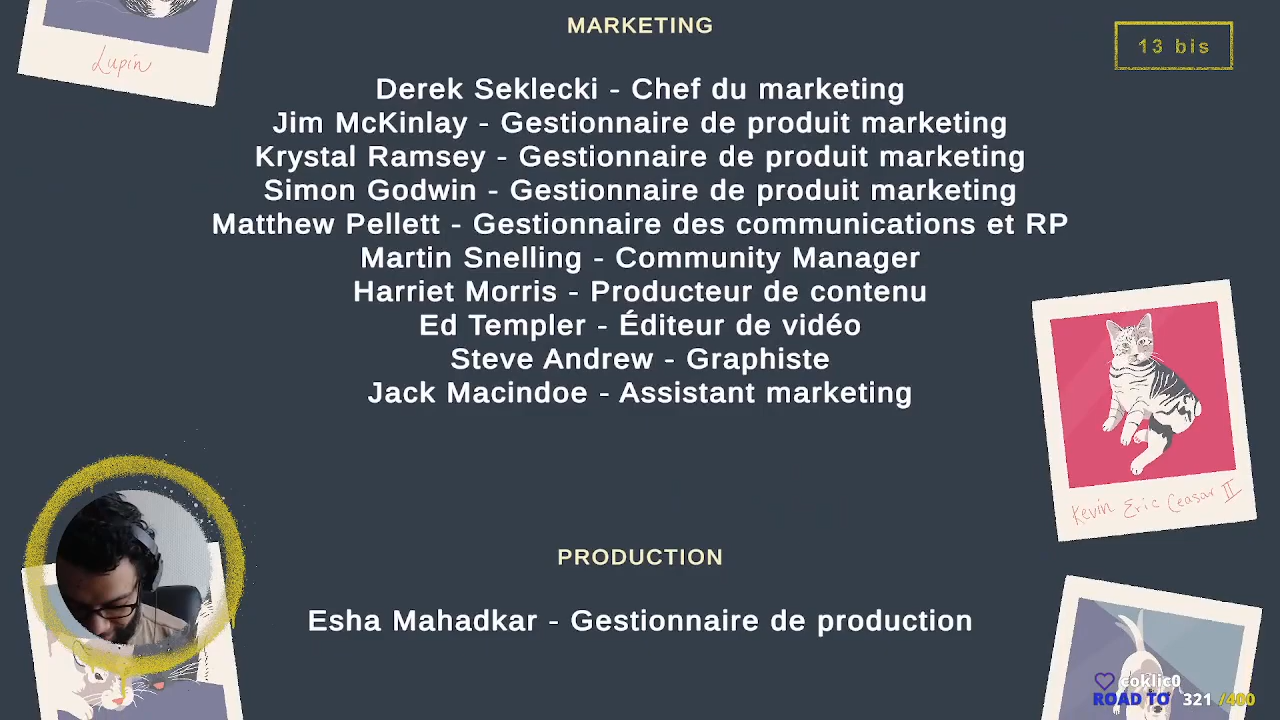 MARKETING
13 bis
Lupin
Derek Seklecki - Chef du marketing
Jim McKinlay - Gestionnaire de produit marketing
Krystal Ramsey - Gestionnaire de produit marketing
Simon Godwin - Gestionnaire de produit marketing
Matthew Pellett - Gestionnaire des communications et RP
Martin Snelling - Community Manager
Harriet Morris - Producteur de contenu
Ed Templer - Éditeur de vidéo
Steve Andrew - Graphiste
Jack Macindoe - Assistant marketing
Kevin Eric Ceasar II
PRODUCTION
Esha Mahadkar - Gestionnaire de production
coklic0
ROAD TO 321 /400